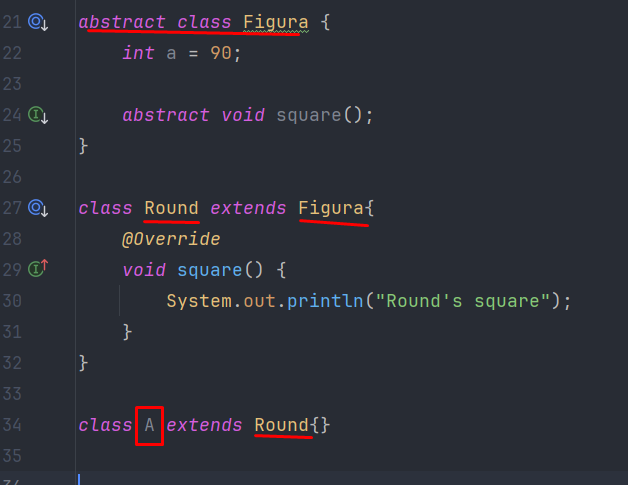 21 abstract class Figura {
22 int a = 90;
23
24 abstract void square();
25 }
26
27 class Round extends Figura{
28 @Override
29 void square() {
30 System.out.println("Round's square");
31 }
32 }
33
34 class A extends Round{}
35
36